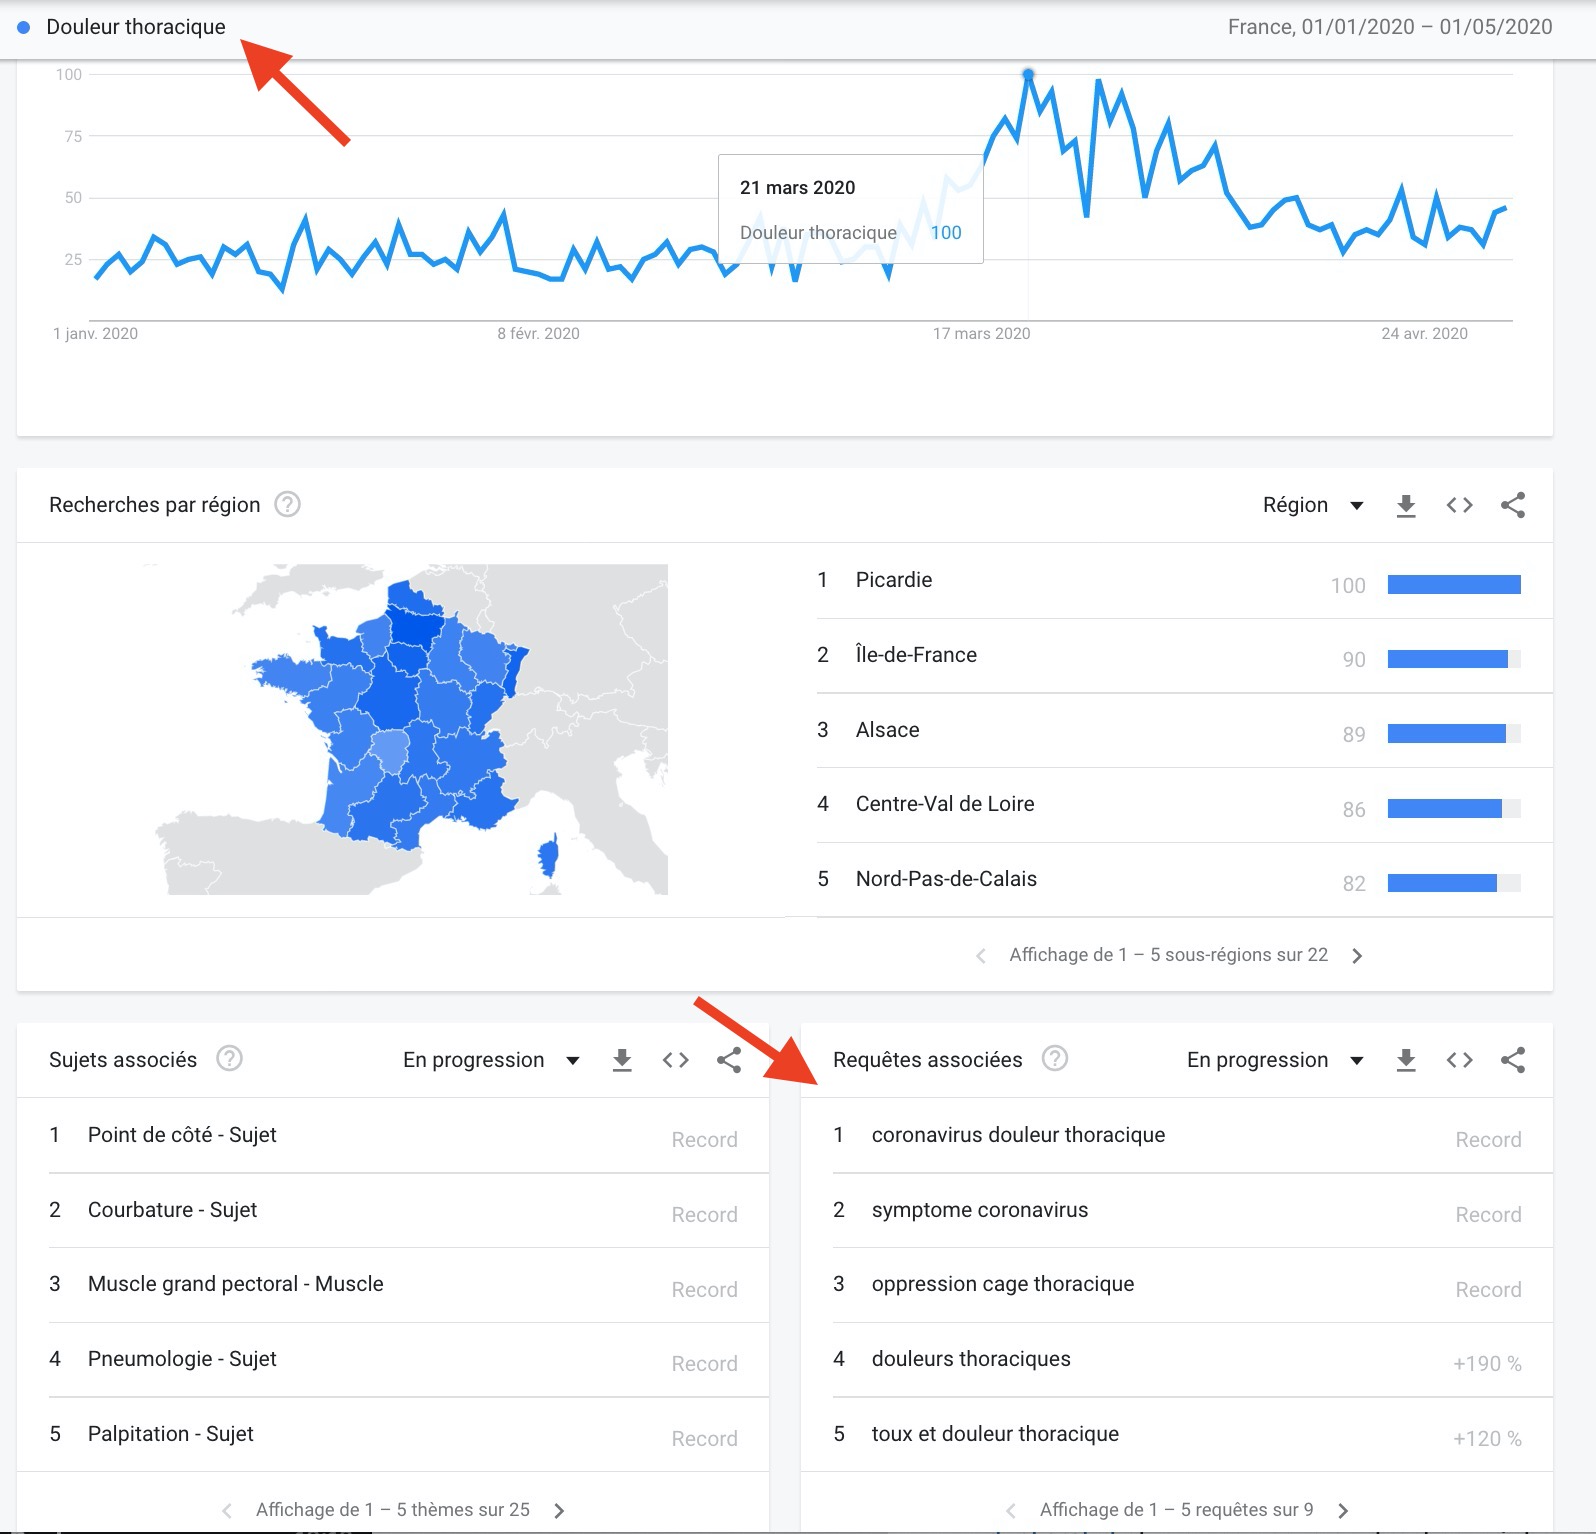 Douleur thoracique
France, 01/01/2020 – 01/05/2020
100
75
50
25
21 mars 2020
Douleur thoracique 100
1 janv. 2020
8 févr. 2020
17 mars 2020
24 avr. 2020
Recherches par région
Région
1 Picardie 100
2 Île-de-France 90
3 Alsace 89
4 Centre-Val de Loire 86
5 Nord-Pas-de-Calais 82
Affichage de 1 – 5 sous-régions sur 22
Sujets associés
En progression
1 Point de côté - Sujet Record
2 Courbature - Sujet Record
3 Muscle grand pectoral - Muscle Record
4 Pneumologie - Sujet Record
5 Palpitation - Sujet Record
Affichage de 1 – 5 thèmes sur 25
Requêtes associées
En progression
1 coronavirus douleur thoracique Record
2 symptome coronavirus Record
3 oppression cage thoracique Record
4 douleurs thoraciques +190 %
5 toux et douleur thoracique +120 %
Affichage de 1 – 5 requêtes sur 9